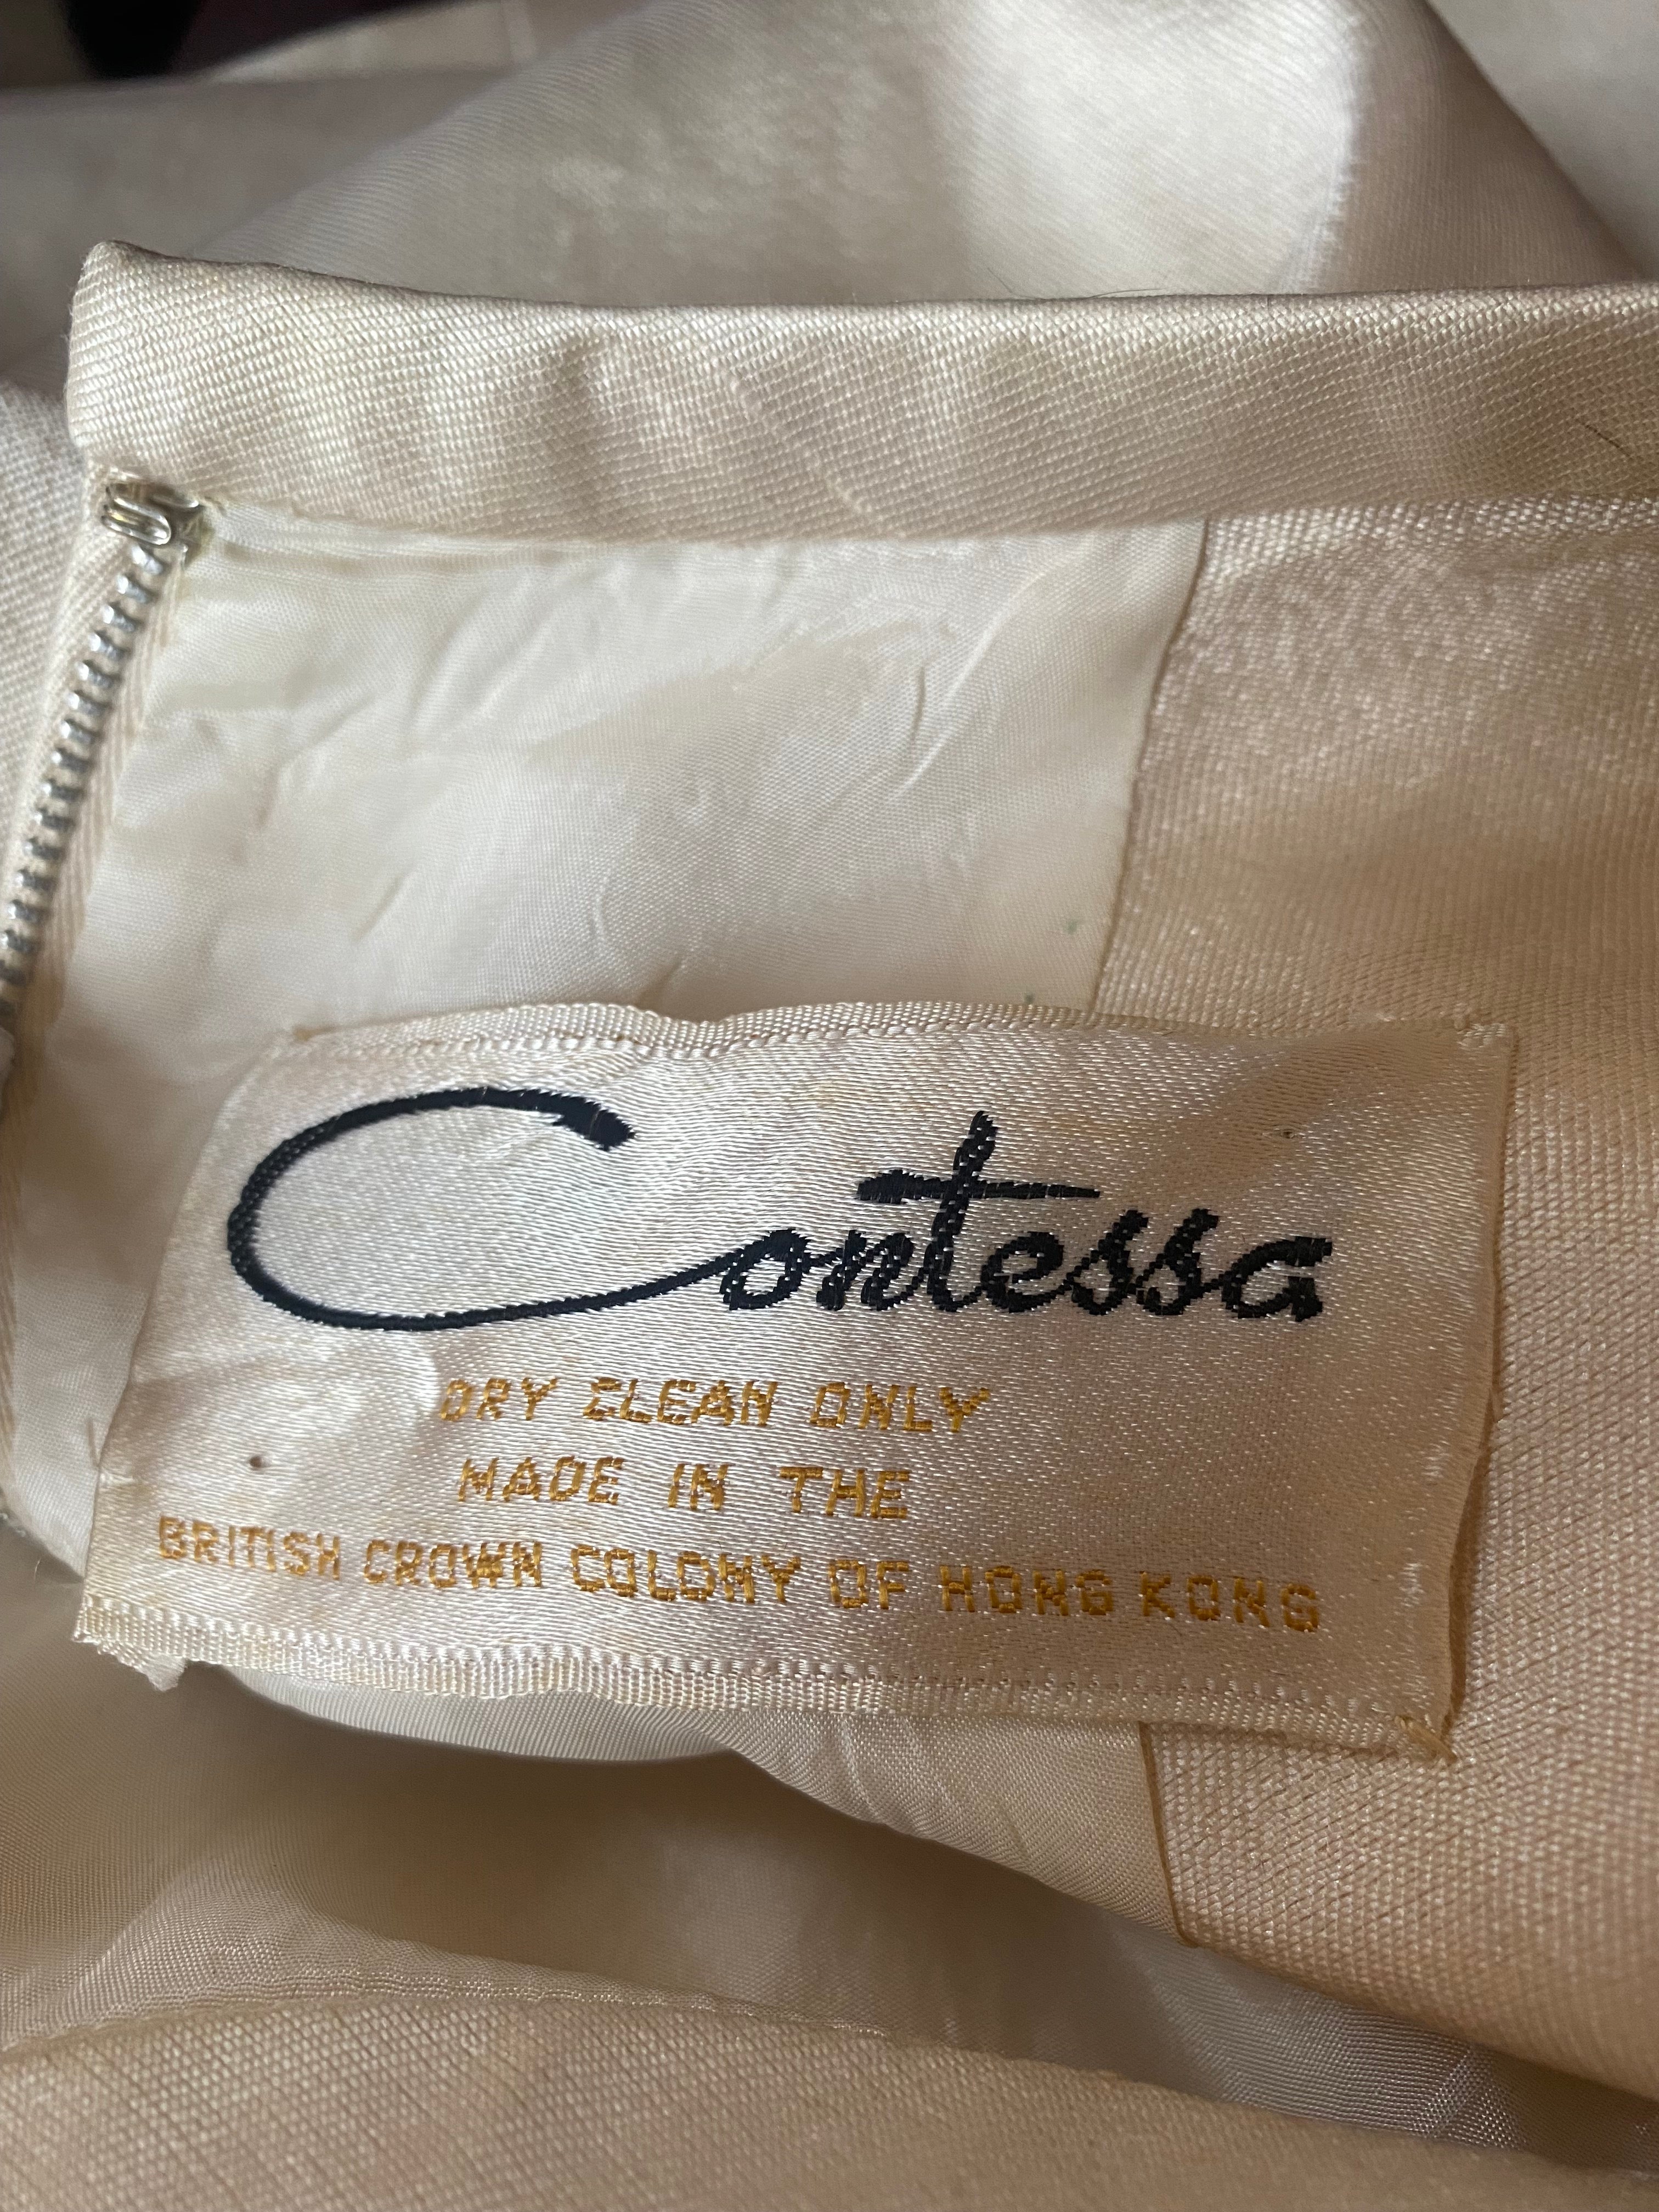 Contessa
DRY CLEAN ONLY
MADE IN THE
BRITISH CROWN COLONY OF HONG KONG